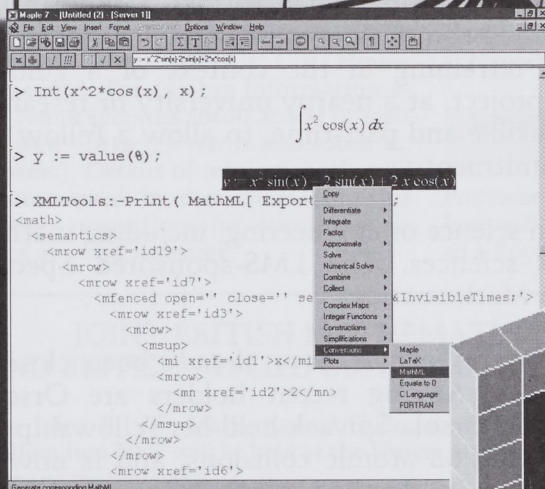 Maple 7 - [Untitled (2) - [Server 1]]
File Edit View Insert Format Options Window Help
y := x^2*sin(x)-2*sin(x)+2*x*cos(x)
> Int(x^2*cos(x), x);
∫x² cos(x) dx
> y := value(%);
y := x² sin(x) - 2 sin(x) + 2 x cos(x)
> XMLTools:-Print( MathML[ Export ;
<math>
<semantics>
<mrow xref='id19'>
<mrow>
<mrow xref='id7'>
<mfenced open='' close='' se &InvisibleTimes;'>
<mrow xref='id3'>
<mrow>
<msup>
<mi xref='id1'>x</mi
<mrow>
<mn xref='id2'>2</mn>
</mrow>
</msup>
</mrow>
</mrow>
<mrow xref='id6'>
Copy
Differentiate
Integrate
Factor
Approximate
Solve
Numerical Solve
Combine
Collect
Complex Maps
Integer Functions
Constructions
Simplifications
Conversions
Plots
Maple
LaTeX
MathML
Equate to 0
C Language
FORTRAN
Generate corresponding MathML